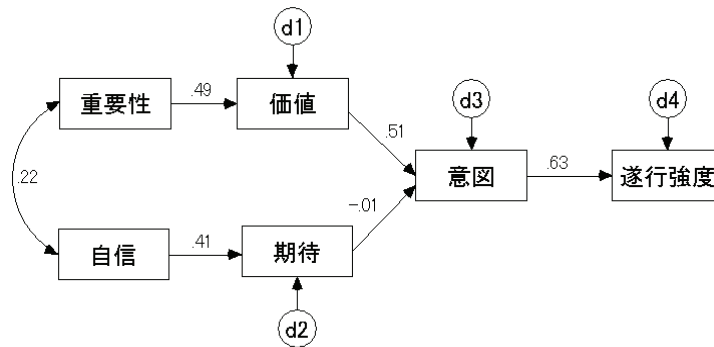 d1
重要性
.49
価値
d3
d4
.51
.22
意図
.63
遂行強度
-.01
自信
.41
期待
d2